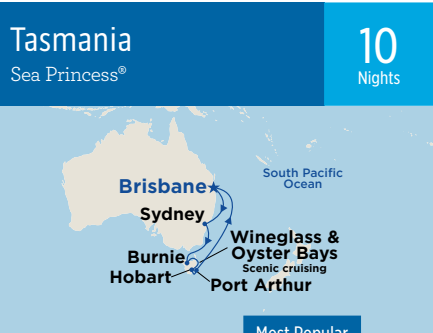 Tasmania
Sea Princess®
10
Nights
South Pacific
Ocean
Brisbane
Sydney
Wineglass &
Oyster Bays
Scenic cruising
Burnie
Hobart
Port Arthur
Most Popular